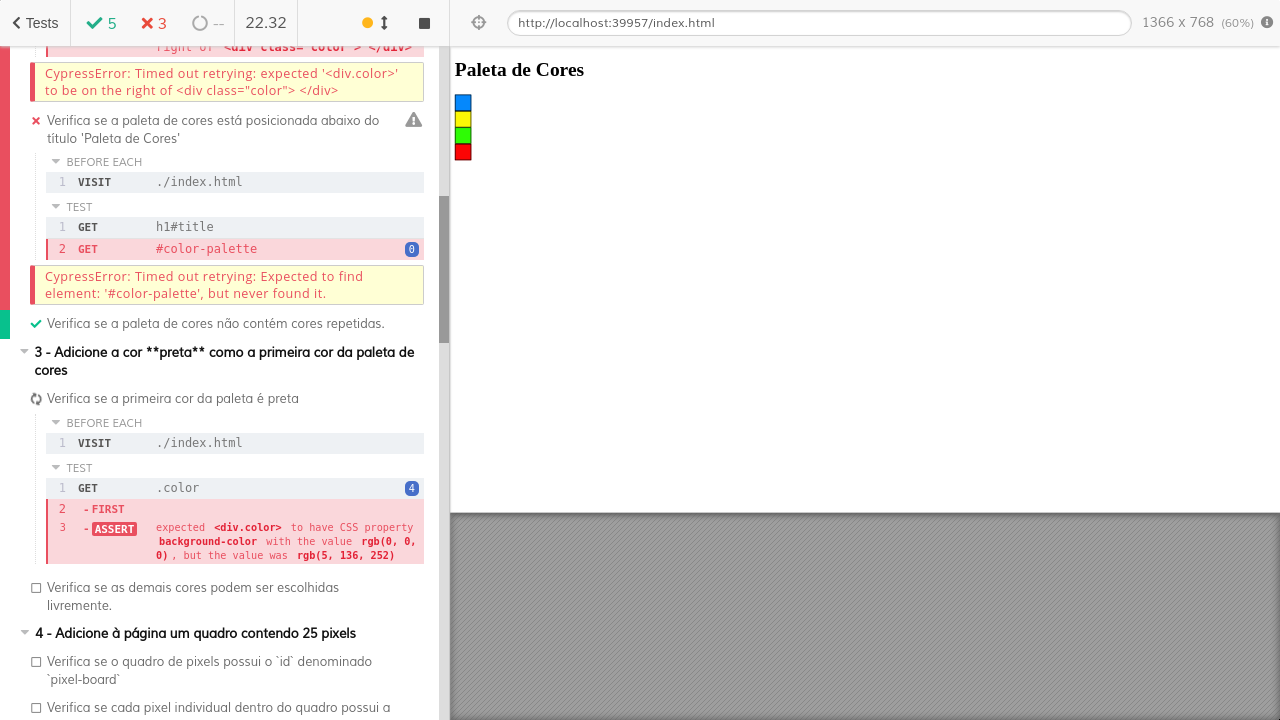 Tests 5 3 -- 22.32 http://localhost:39957/index.html 1366 x 768 (60%)
right of <div class="color"> </div>
CypressError: Timed out retrying: expected '<div.color>'
to be on the right of <div class="color"> </div>
Verifica se a paleta de cores está posicionada abaixo do
título 'Paleta de Cores'
BEFORE EACH
1 VISIT ./index.html
TEST
1 GET h1#title
2 GET #color-palette 0
CypressError: Timed out retrying: Expected to find
element: '#color-palette', but never found it.
Verifica se a paleta de cores não contém cores repetidas.
3 - Adicione a cor **preta** como a primeira cor da paleta de
cores
Verifica se a primeira cor da paleta é preta
BEFORE EACH
1 VISIT ./index.html
TEST
1 GET .color 4
2 - FIRST
3 - ASSERT expected <div.color> to have CSS property
background-color with the value rgb(0, 0,
0), but the value was rgb(5, 136, 252)
Verifica se as demais cores podem ser escolhidas
livremente.
4 - Adicione à página um quadro contendo 25 pixels
Verifica se o quadro de pixels possui o `id` denominado
`pixel-board`
Verifica se cada pixel individual dentro do quadro possui a
Paleta de Cores